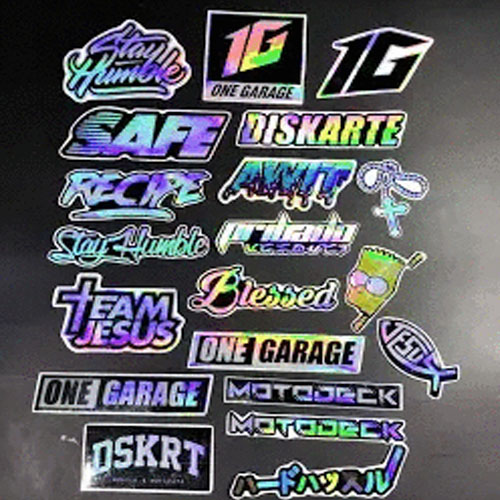 Stay
Humble
1G
ONE GARAGE
1G
SAFE
DISKARTE
RECIPE
AWIT
Stay Humble
pribado
Blessed
TEAM
JESUS
JESUS
ONE GARAGE
ONE GARAGE
MOTODECK
MOTODECK
DSKRT
ハードハッスル